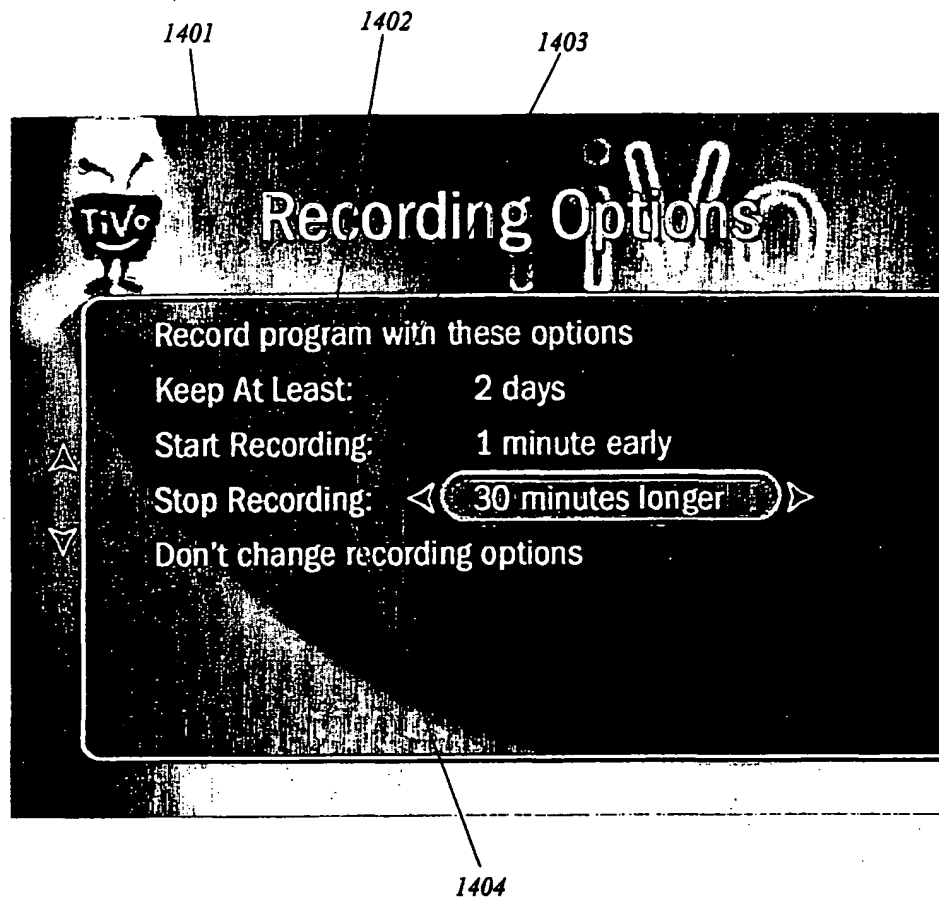 1401 1402 1403
TiVo
iVo
Recording Options
Record program with these options
Keep At Least: 2 days
Start Recording: 1 minute early
Stop Recording: 30 minutes longer
Don't change recording options
1404